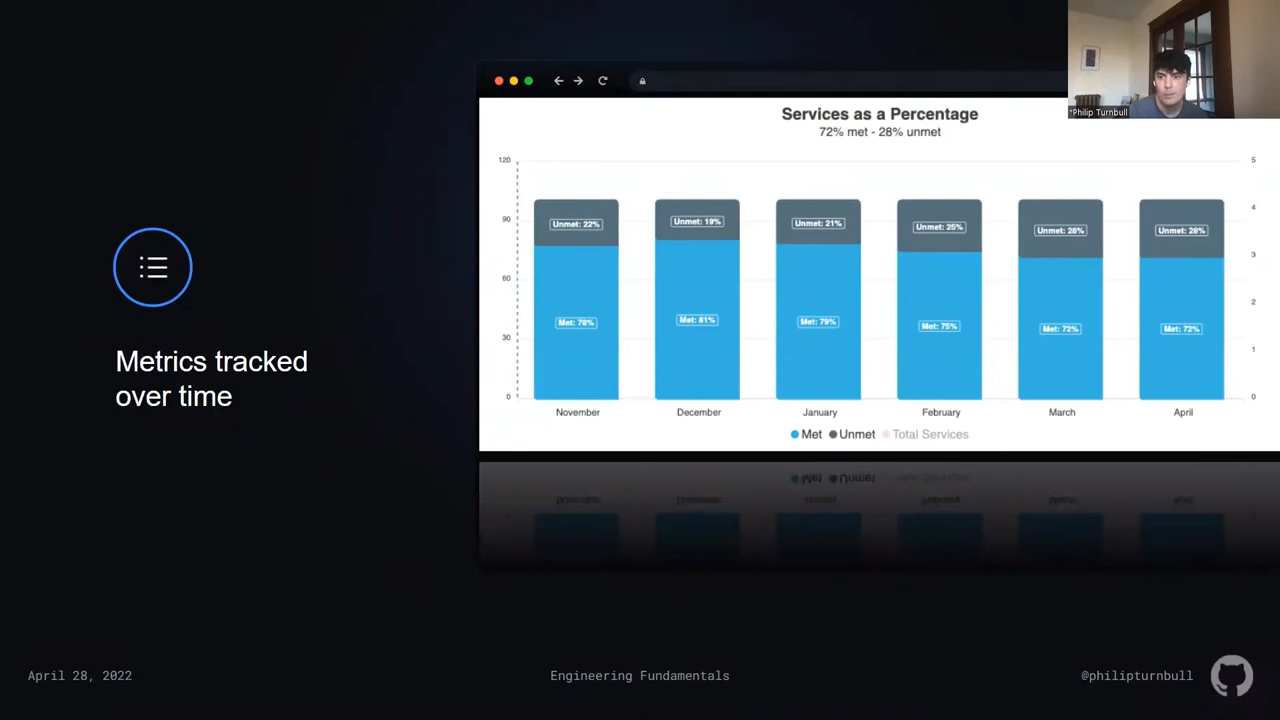 Services as a Percentage
72% met - 28% unmet
*Philip Turnbull
120
90
60
30
0
5
4
3
2
1
0
Unmet: 22%
Unmet: 19%
Unmet: 21%
Unmet: 25%
Unmet: 28%
Unmet: 28%
Met: 78%
Met: 81%
Met: 79%
Met: 75%
Met: 72%
Met: 72%
November
December
January
February
March
April
Met
Unmet
Total Services
Metrics tracked
over time
April 28, 2022
Engineering Fundamentals
@philipturnbull